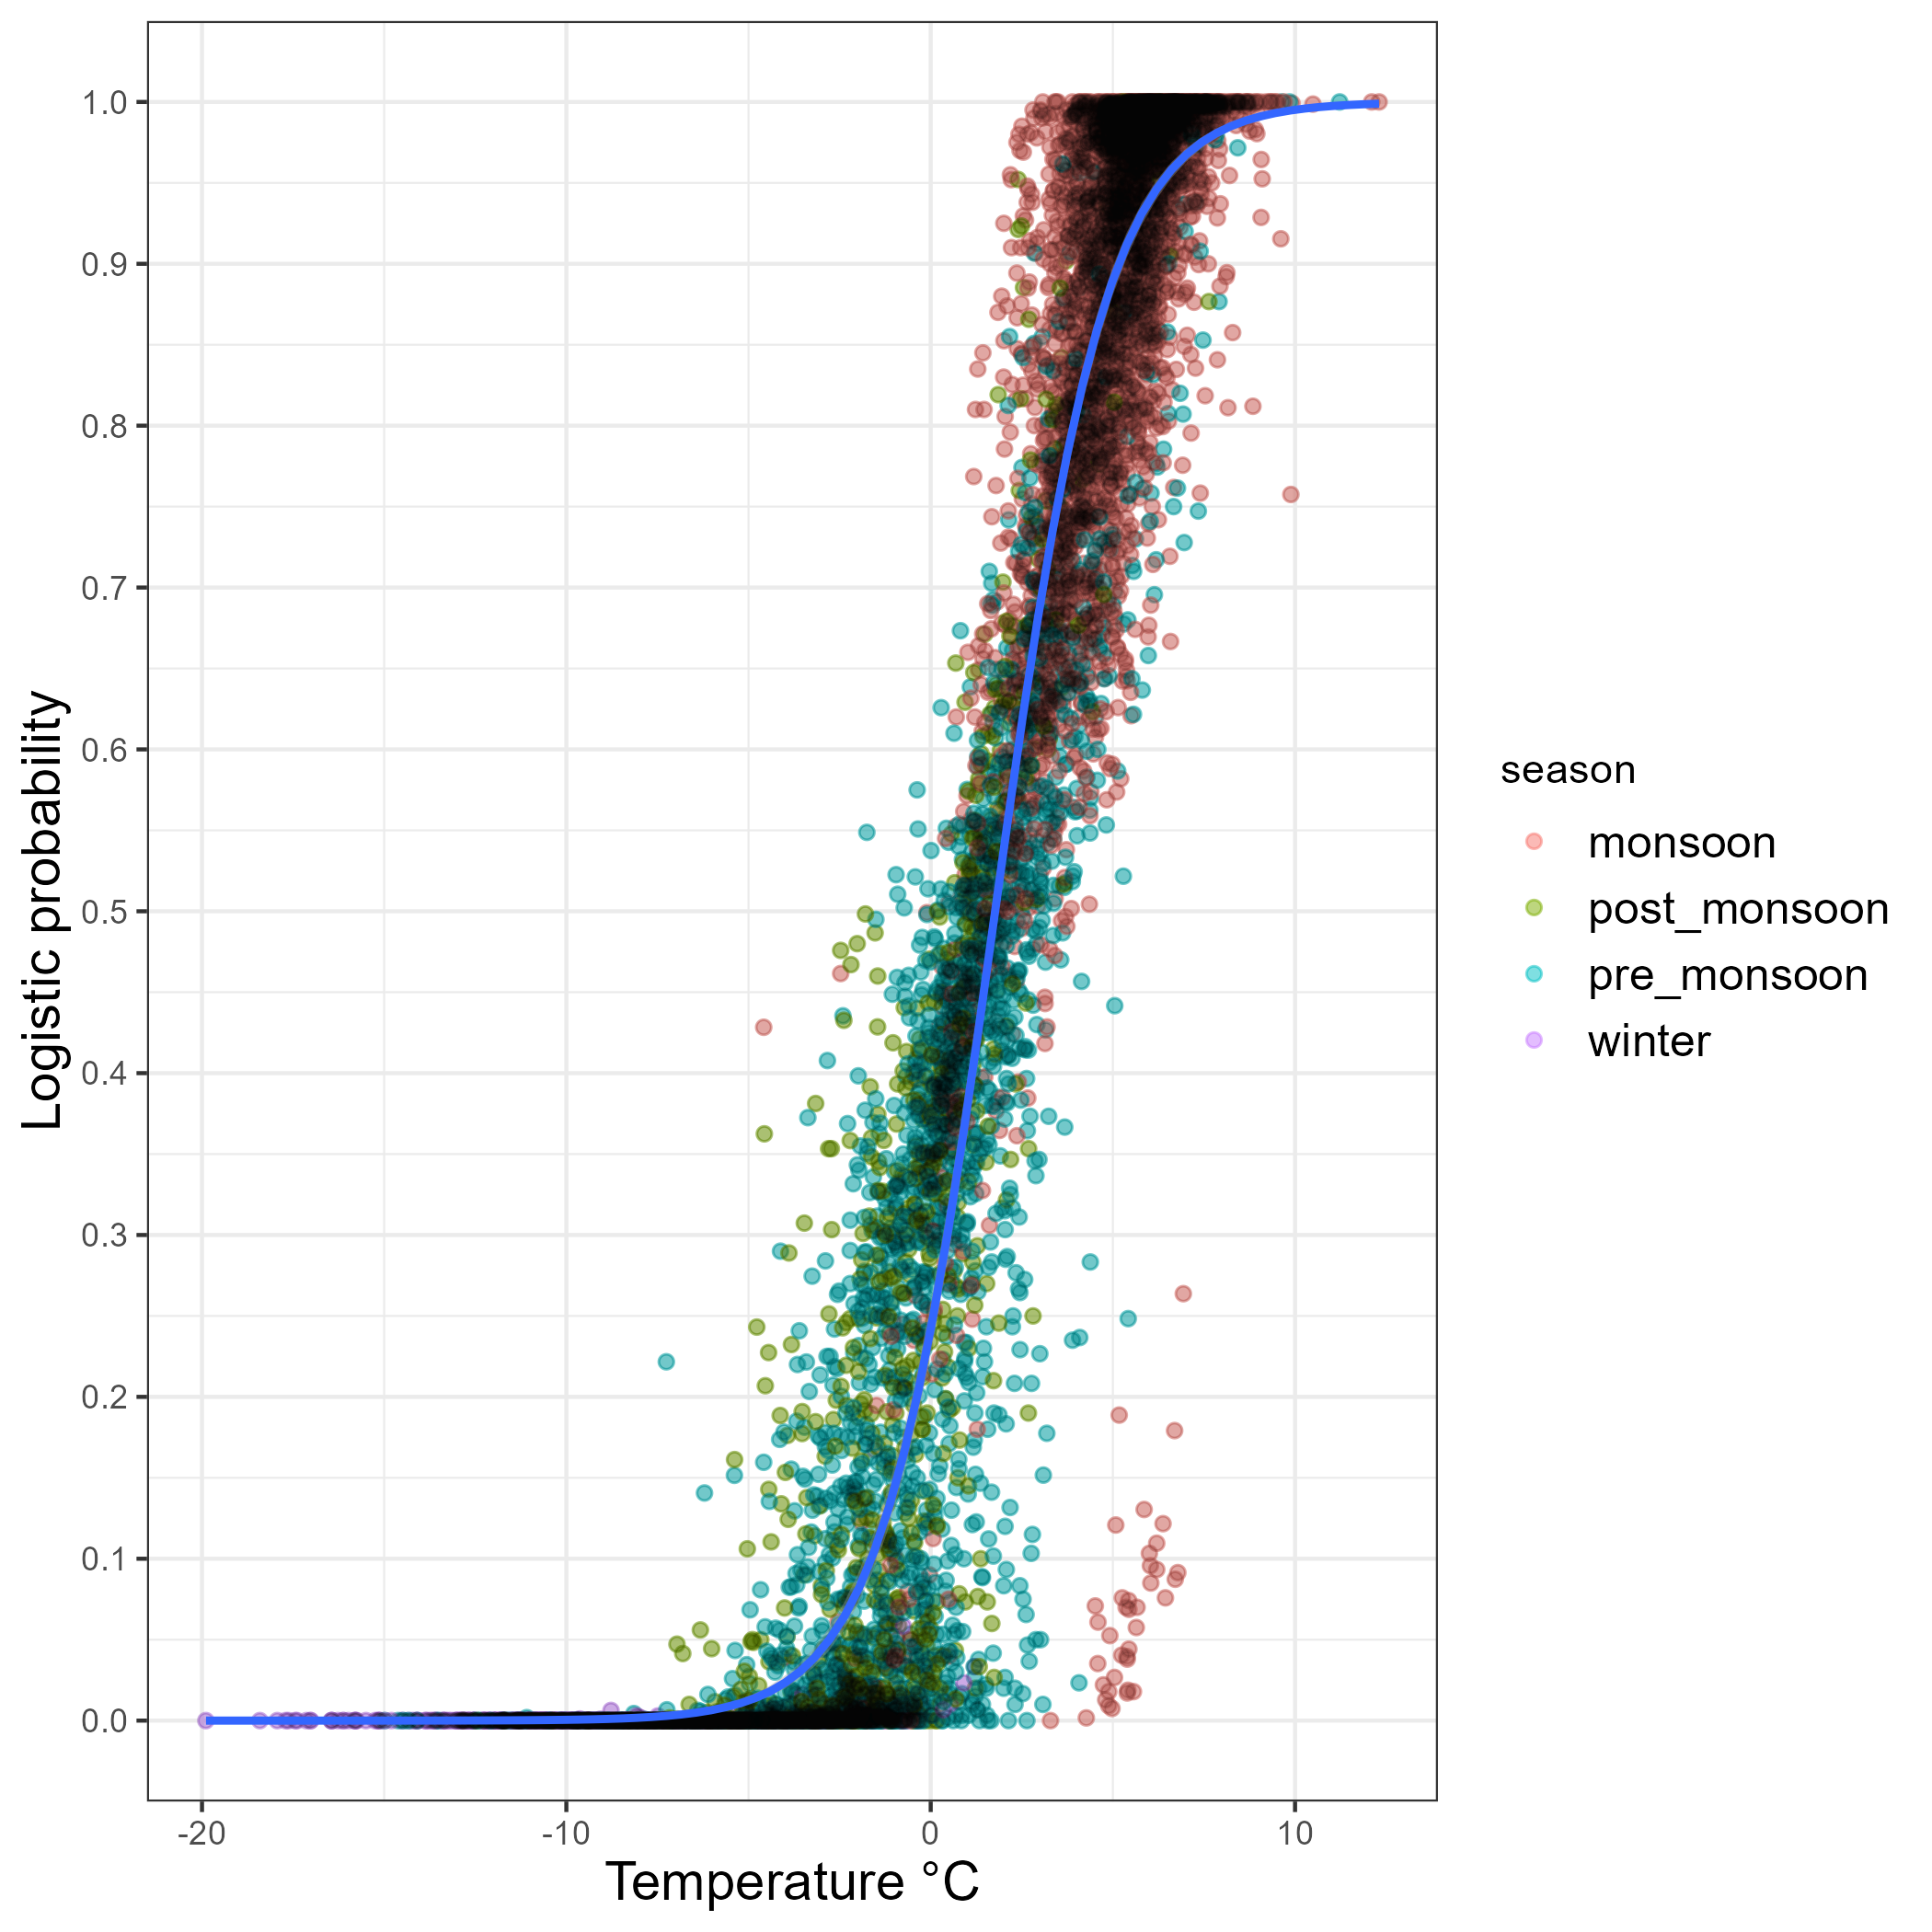 Logistic probability
1.0
0.9
0.8
0.7
0.6
0.5
0.4
0.3
0.2
0.1
0.0
-20 -10 0 10
Temperature °C
season
monsoon
post_monsoon
pre_monsoon
winter